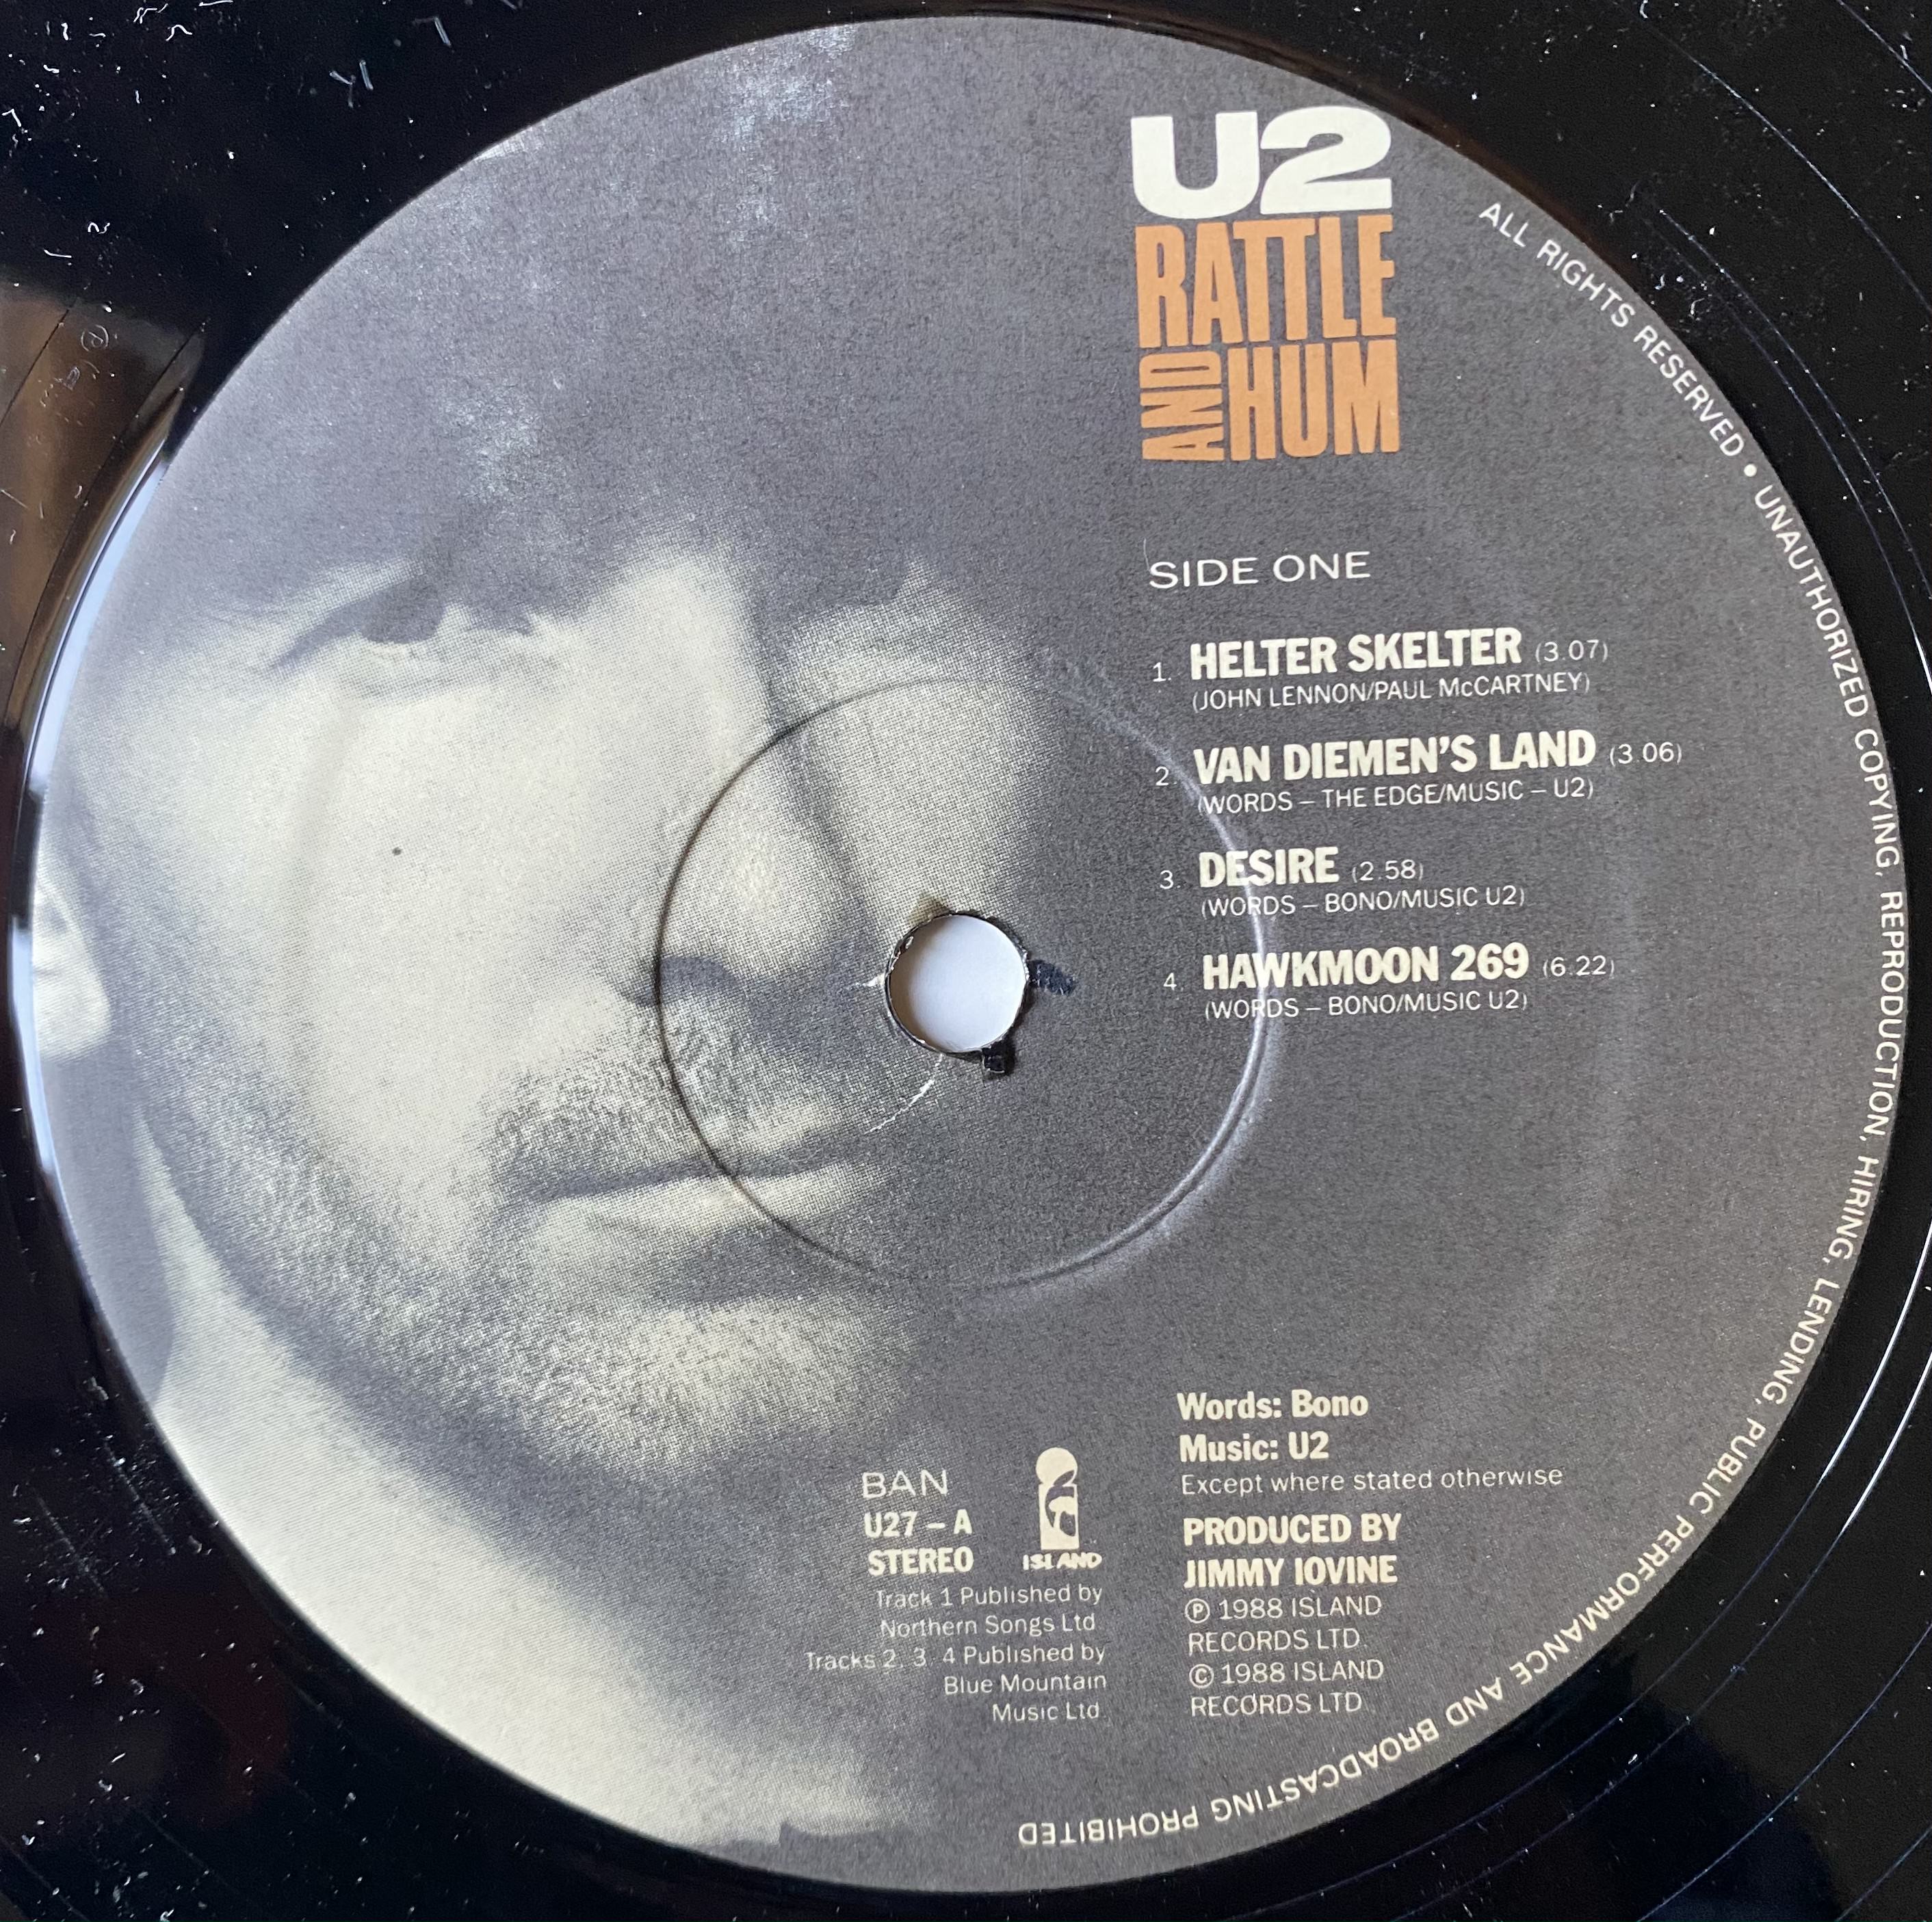 U2
RATTLE
AND HUM
ALL RIGHTS RESERVED • UNAUTHORIZED COPYING, REPRODUCTION, HIRING, LENDING, PUBLIC PERFORMANCE AND BROADCASTING PROHIBITED
SIDE ONE
1. HELTER SKELTER (3.07)
(JOHN LENNON/PAUL McCARTNEY)
2. VAN DIEMEN'S LAND (3.06)
(WORDS – THE EDGE/MUSIC – U2)
3. DESIRE (2.58)
(WORDS – BONO/MUSIC U2)
4. HAWKMOON 269 (6.22)
(WORDS – BONO/MUSIC U2)
Words: Bono
Music: U2
Except where stated otherwise
PRODUCED BY
JIMMY IOVINE
Ⓟ 1988 ISLAND
RECORDS LTD.
© 1988 ISLAND
RECORDS LTD.
BAN
U27 – A
STEREO
ISLAND
Track 1 Published by
Northern Songs Ltd
Tracks 2, 3 4 Published by
Blue Mountain
Music Ltd.